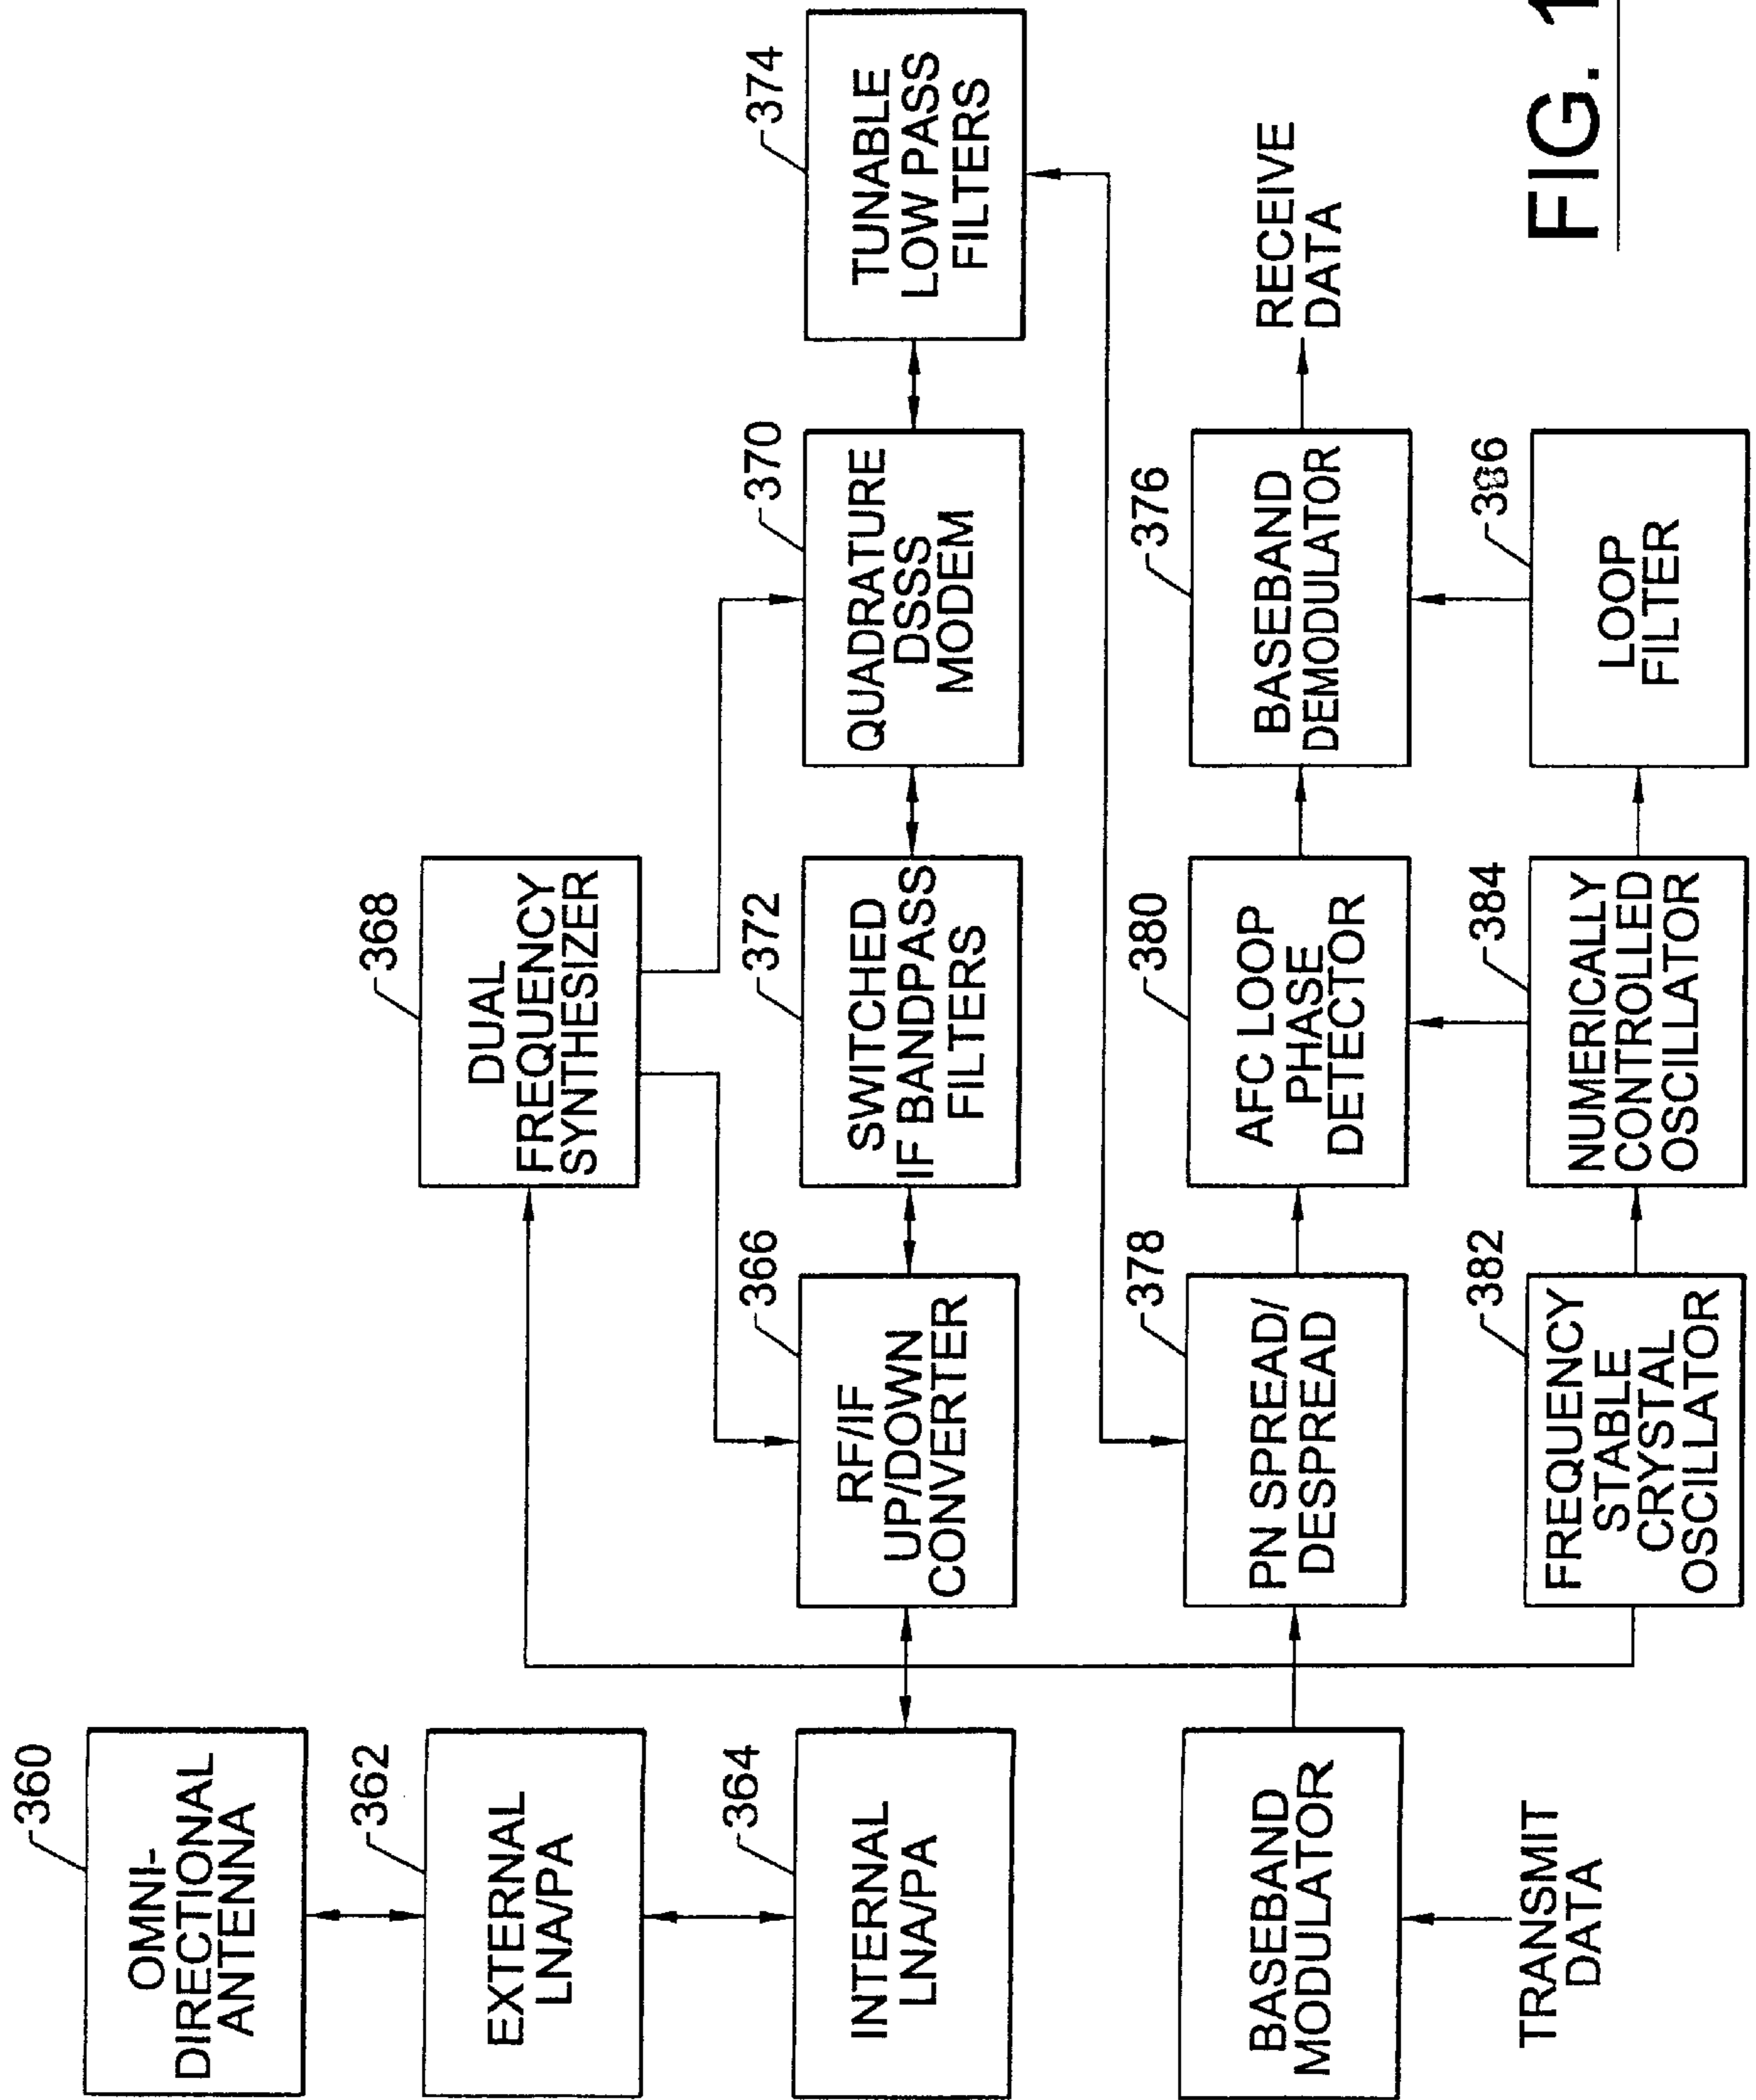 360
OMNI-
DIRECTIONAL
ANTENNA
362
EXTERNAL
LNA/PA
364
INTERNAL
LNA/PA
368
DUAL
FREQUENCY
SYNTHESIZER
366
RF/IF
UP/DOWN
CONVERTER
372
SWITCHED
IF BANDPASS
FILTERS
370
QUADRATURE
DSSS
MODEM
374
TUNABLE
LOW PASS
FILTERS
BASEBAND
MODULATOR
TRANSMIT
DATA
378
PN SPREAD/
DESPREAD
380
AFC LOOP
PHASE
DETECTOR
376
BASEBAND
DEMODULATOR
RECEIVE
DATA
382
FREQUENCY
STABLE
CRYSTAL
OSCILLATOR
384
NUMERICALLY
CONTROLLED
OSCILLATOR
386
LOOP
FILTER
FIG. 1